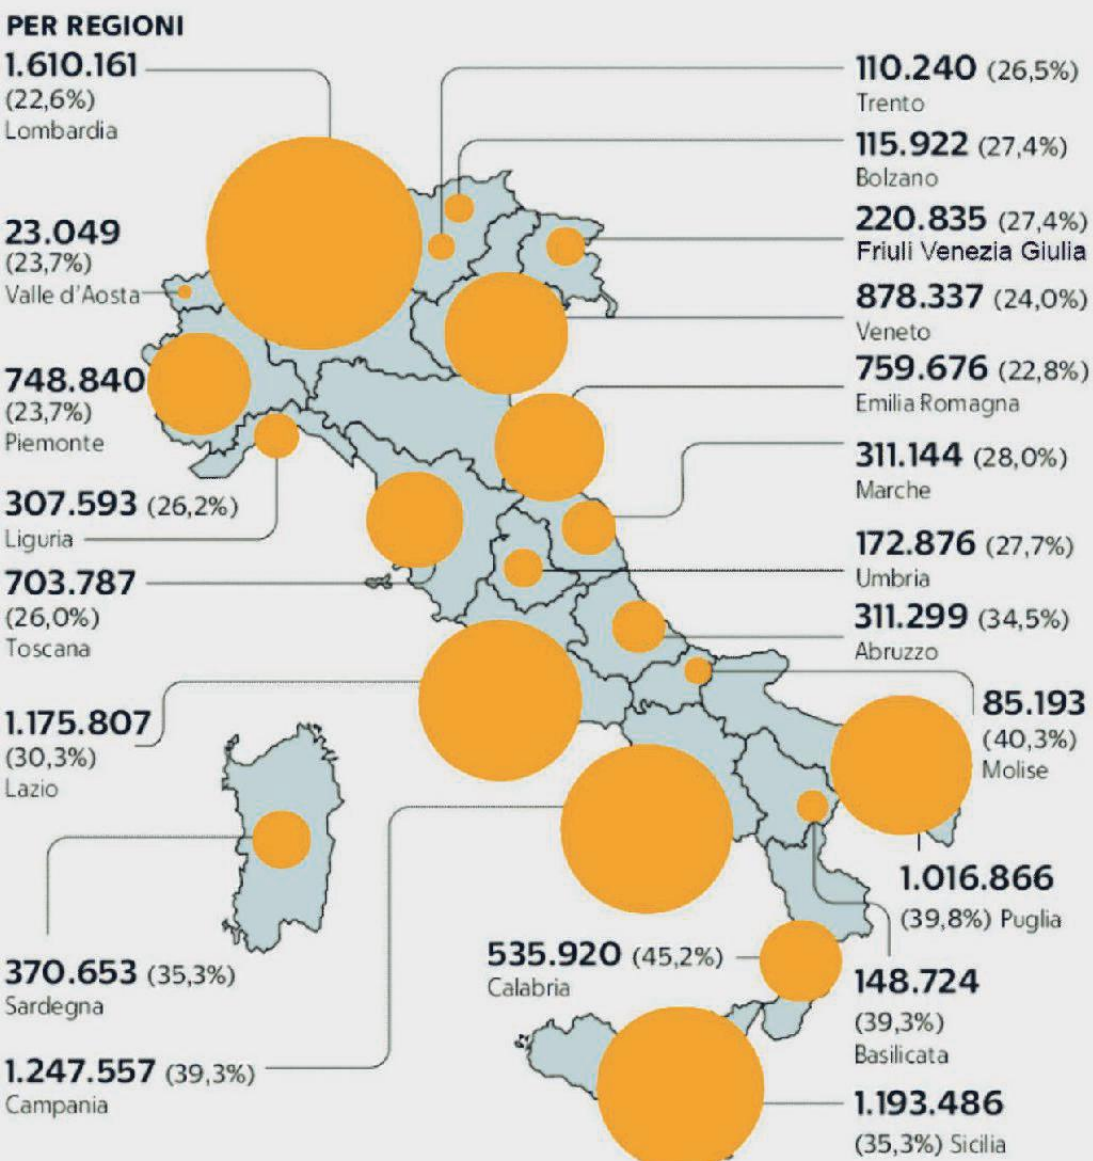 PER REGIONI
1.610.161
(22,6%)
Lombardia
23.049
(23,7%)
Valle d'Aosta
748.840
(23,7%)
Piemonte
307.593 (26,2%)
Liguria
703.787
(26,0%)
Toscana
1.175.807
(30,3%)
Lazio
370.653 (35,3%)
Sardegna
1.247.557 (39,3%)
Campania
535.920 (45,2%)
Calabria
110.240 (26,5%)
Trento
115.922 (27,4%)
Bolzano
220.835 (27,4%)
Friuli Venezia Giulia
878.337 (24,0%)
Veneto
759.676 (22,8%)
Emilia Romagna
311.144 (28,0%)
Marche
172.876 (27,7%)
Umbria
311.299 (34,5%)
Abruzzo
85.193
(40,3%)
Molise
1.016.866
(39,8%) Puglia
148.724
(39,3%)
Basilicata
1.193.486
(35,3%) Sicilia